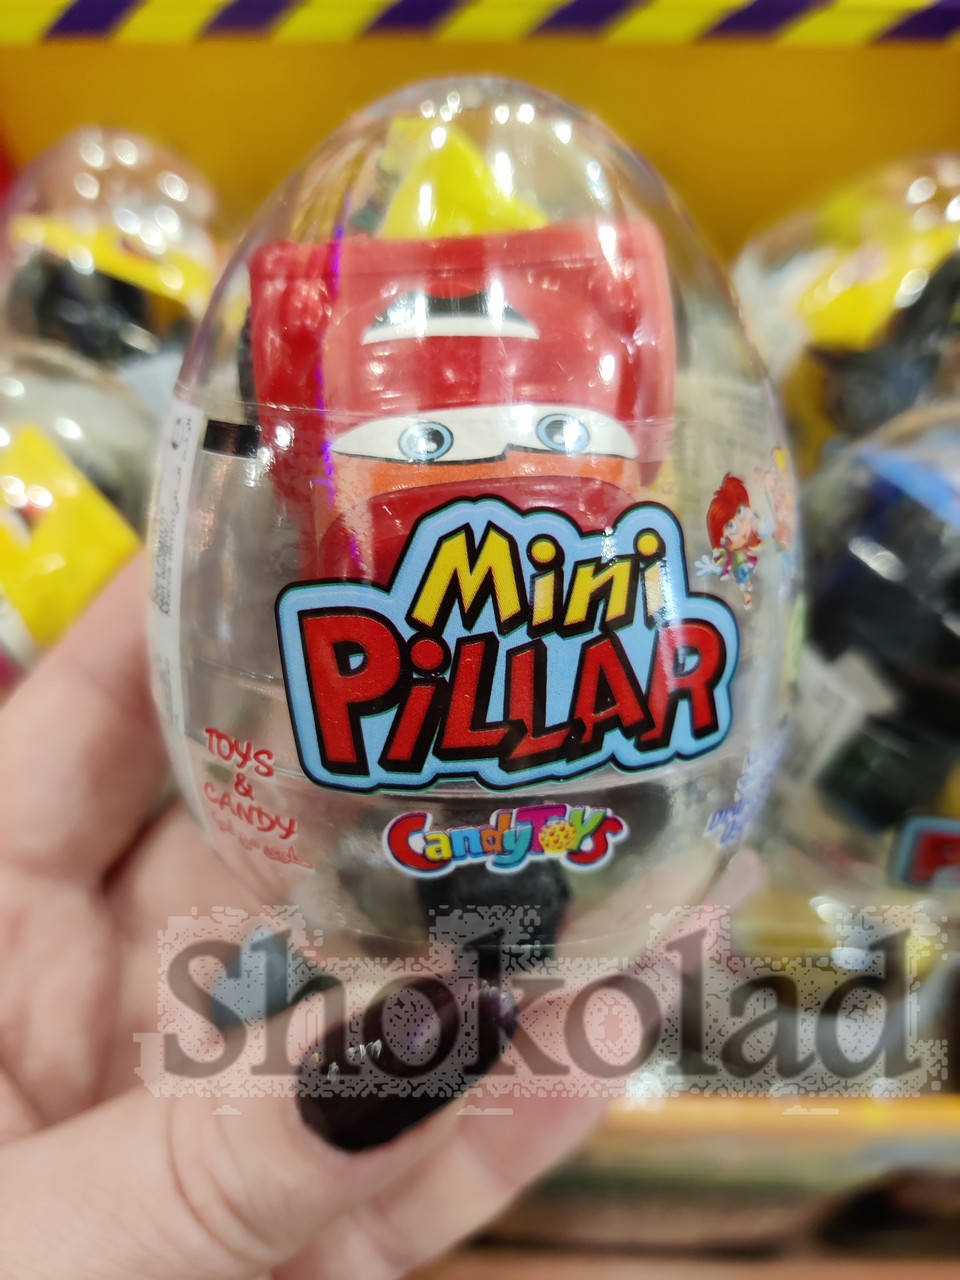 Mini
PiLLAR
TOYS
&
CANDY
CandyToys
Shokolad